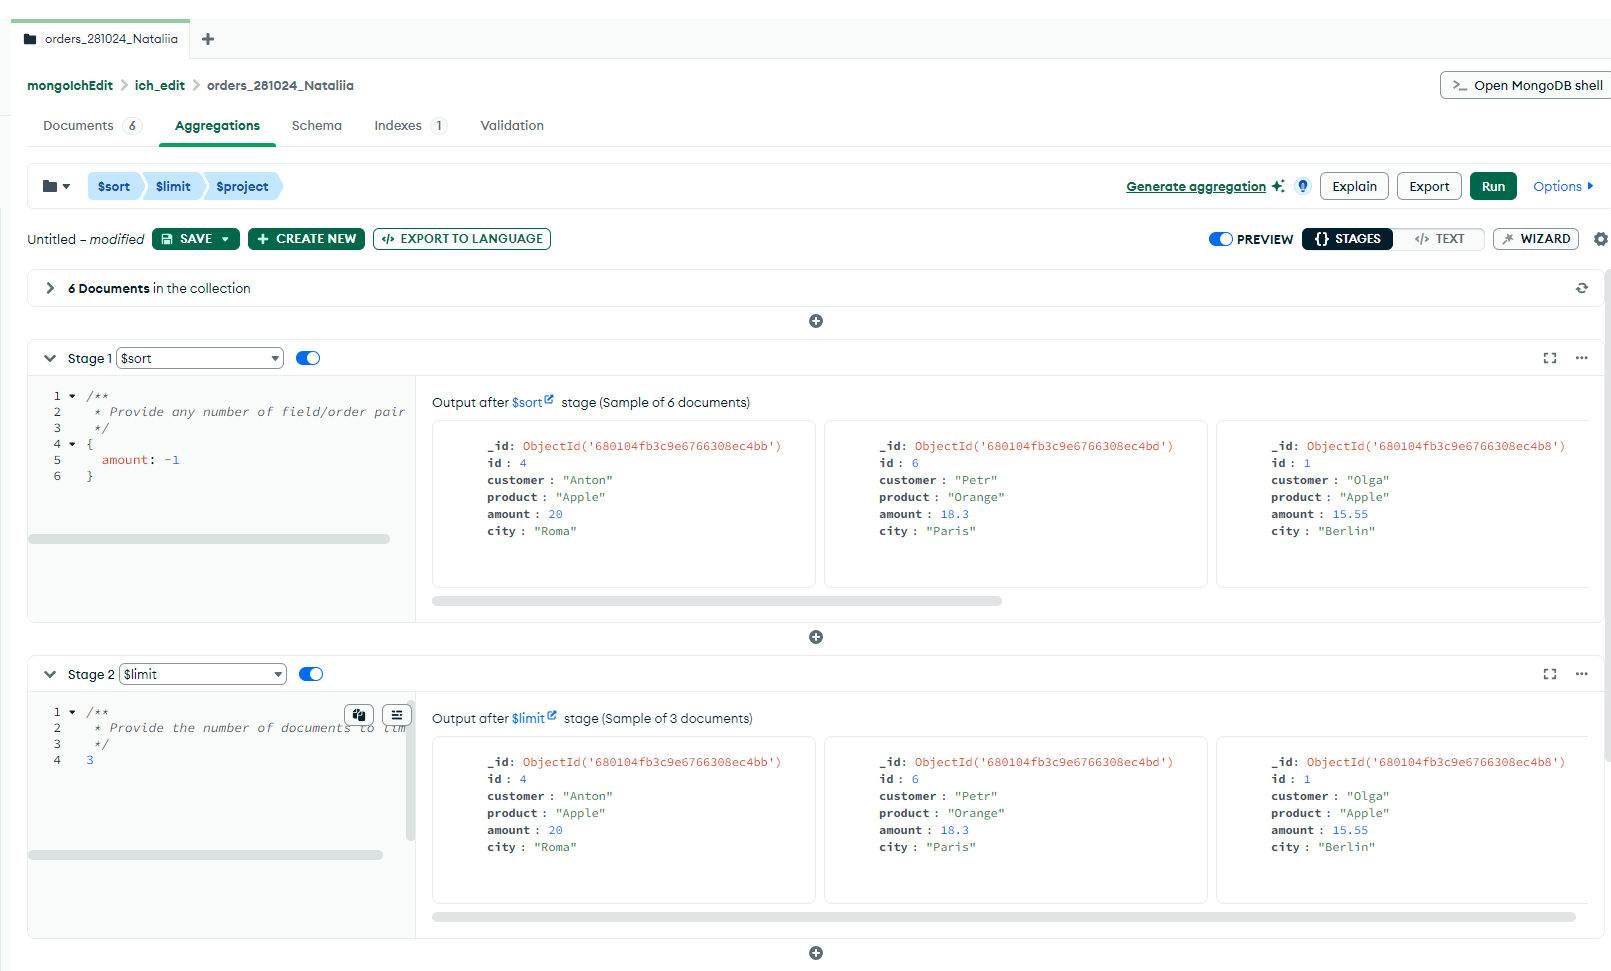 orders_281024_Nataliia
mongoIchEdit > ich_edit > orders_281024_Nataliia
>_ Open MongoDB shell
Documents 6 Aggregations Schema Indexes 1 Validation
$sort $limit $project
Generate aggregation Explain Export Run Options
Untitled – modified SAVE + CREATE NEW </> EXPORT TO LANGUAGE
PREVIEW {} STAGES </> TEXT WIZARD
6 Documents in the collection
Stage 1 $sort
1 /**
2 * Provide any number of field/order pair
3 */
4 {
5 amount: -1
6 }
Output after $sort stage (Sample of 6 documents)
_id: ObjectId('680104fb3c9e6766308ec4bb')
id : 4
customer : "Anton"
product : "Apple"
amount : 20
city : "Roma"
_id: ObjectId('680104fb3c9e6766308ec4bd')
id : 6
customer : "Petr"
product : "Orange"
amount : 18.3
city : "Paris"
_id: ObjectId('680104fb3c9e6766308ec4b8')
id : 1
customer : "Olga"
product : "Apple"
amount : 15.55
city : "Berlin"
Stage 2 $limit
1 /**
2 * Provide the number of documents to lim
3 */
4 3
Output after $limit stage (Sample of 3 documents)
_id: ObjectId('680104fb3c9e6766308ec4bb')
id : 4
customer : "Anton"
product : "Apple"
amount : 20
city : "Roma"
_id: ObjectId('680104fb3c9e6766308ec4bd')
id : 6
customer : "Petr"
product : "Orange"
amount : 18.3
city : "Paris"
_id: ObjectId('680104fb3c9e6766308ec4b8')
id : 1
customer : "Olga"
product : "Apple"
amount : 15.55
city : "Berlin"